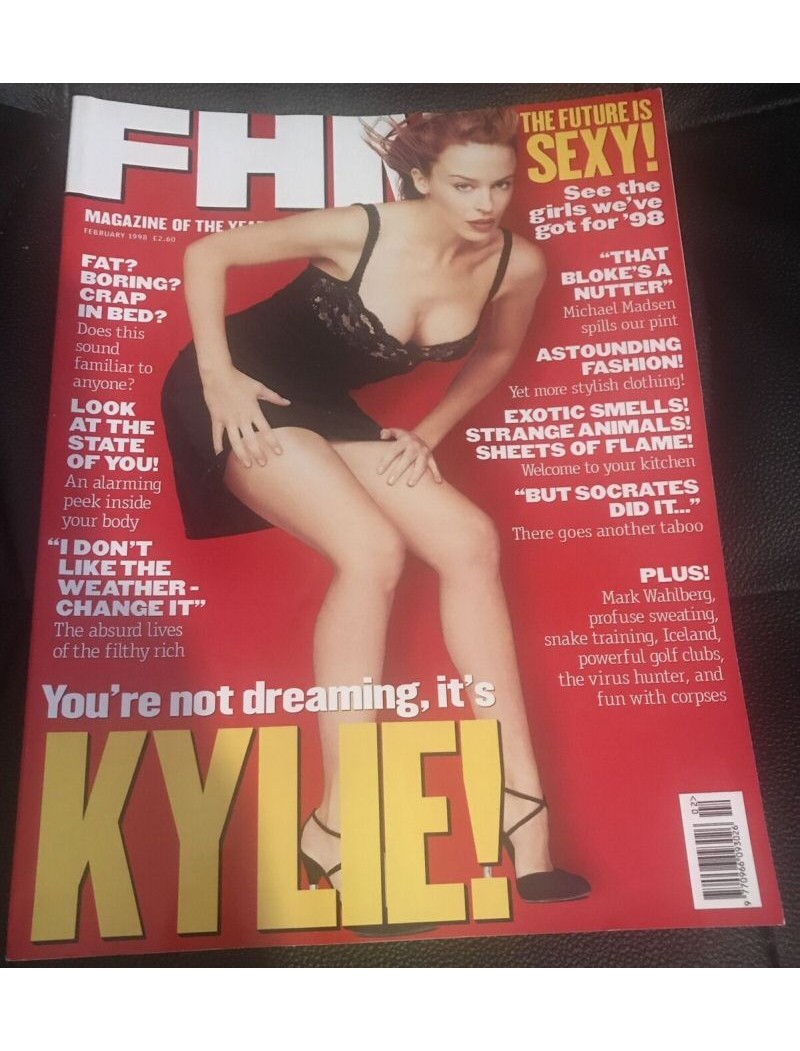 FHM
MAGAZINE OF THE YEAR
FEBRUARY 1998 £2.60
FAT?
BORING?
CRAP
IN BED?
Does this
sound
familiar to
anyone?
LOOK
AT THE
STATE
OF YOU!
An alarming
peek inside
your body
“I DON’T
LIKE THE
WEATHER -
CHANGE IT”
The absurd lives
of the filthy rich
THE FUTURE IS
SEXY!
See the
girls we’ve
got for ’98
“THAT
BLOKE’S A
NUTTER”
Michael Madsen
spills our pint
ASTOUNDING
FASHION!
Yet more stylish clothing!
EXOTIC SMELLS!
STRANGE ANIMALS!
SHEETS OF FLAME!
Welcome to your kitchen
“BUT SOCRATES
DID IT...”
There goes another taboo
PLUS!
Mark Wahlberg,
profuse sweating,
snake training, Iceland,
powerful golf clubs,
the virus hunter, and
fun with corpses
You’re not dreaming, it’s
KYLIE!
02>
9 770966 093026